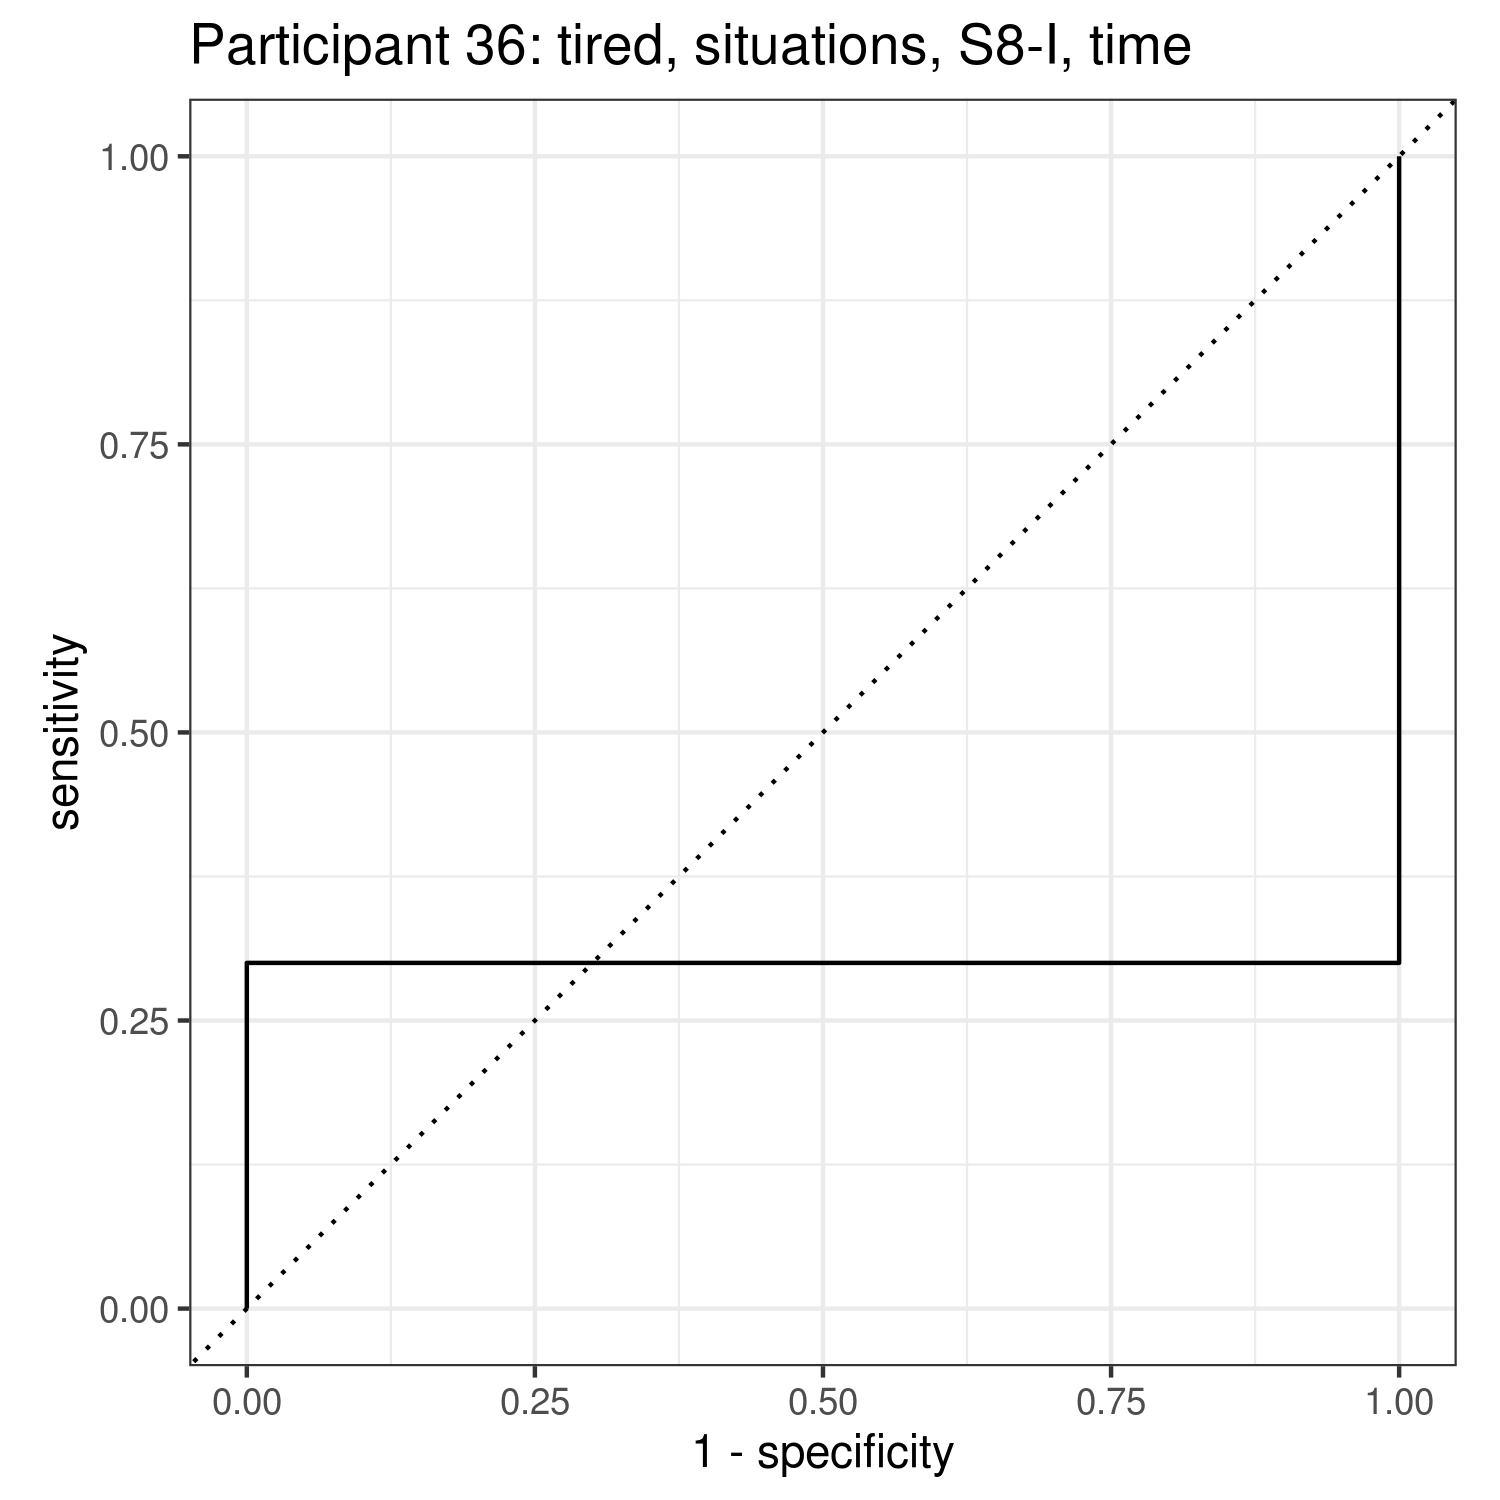 Participant 36: tired, situations, S8-I, time
1.00
0.75
0.50
0.25
0.00
sensitivity
0.00 0.25 0.50 0.75 1.00
1 - specificity